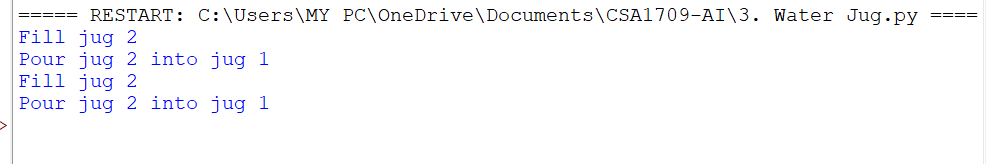 ===== RESTART: C:\Users\MY PC\OneDrive\Documents\CSA1709-AI\3. Water Jug.py ====
Fill jug 2
Pour jug 2 into jug 1
Fill jug 2
Pour jug 2 into jug 1
>